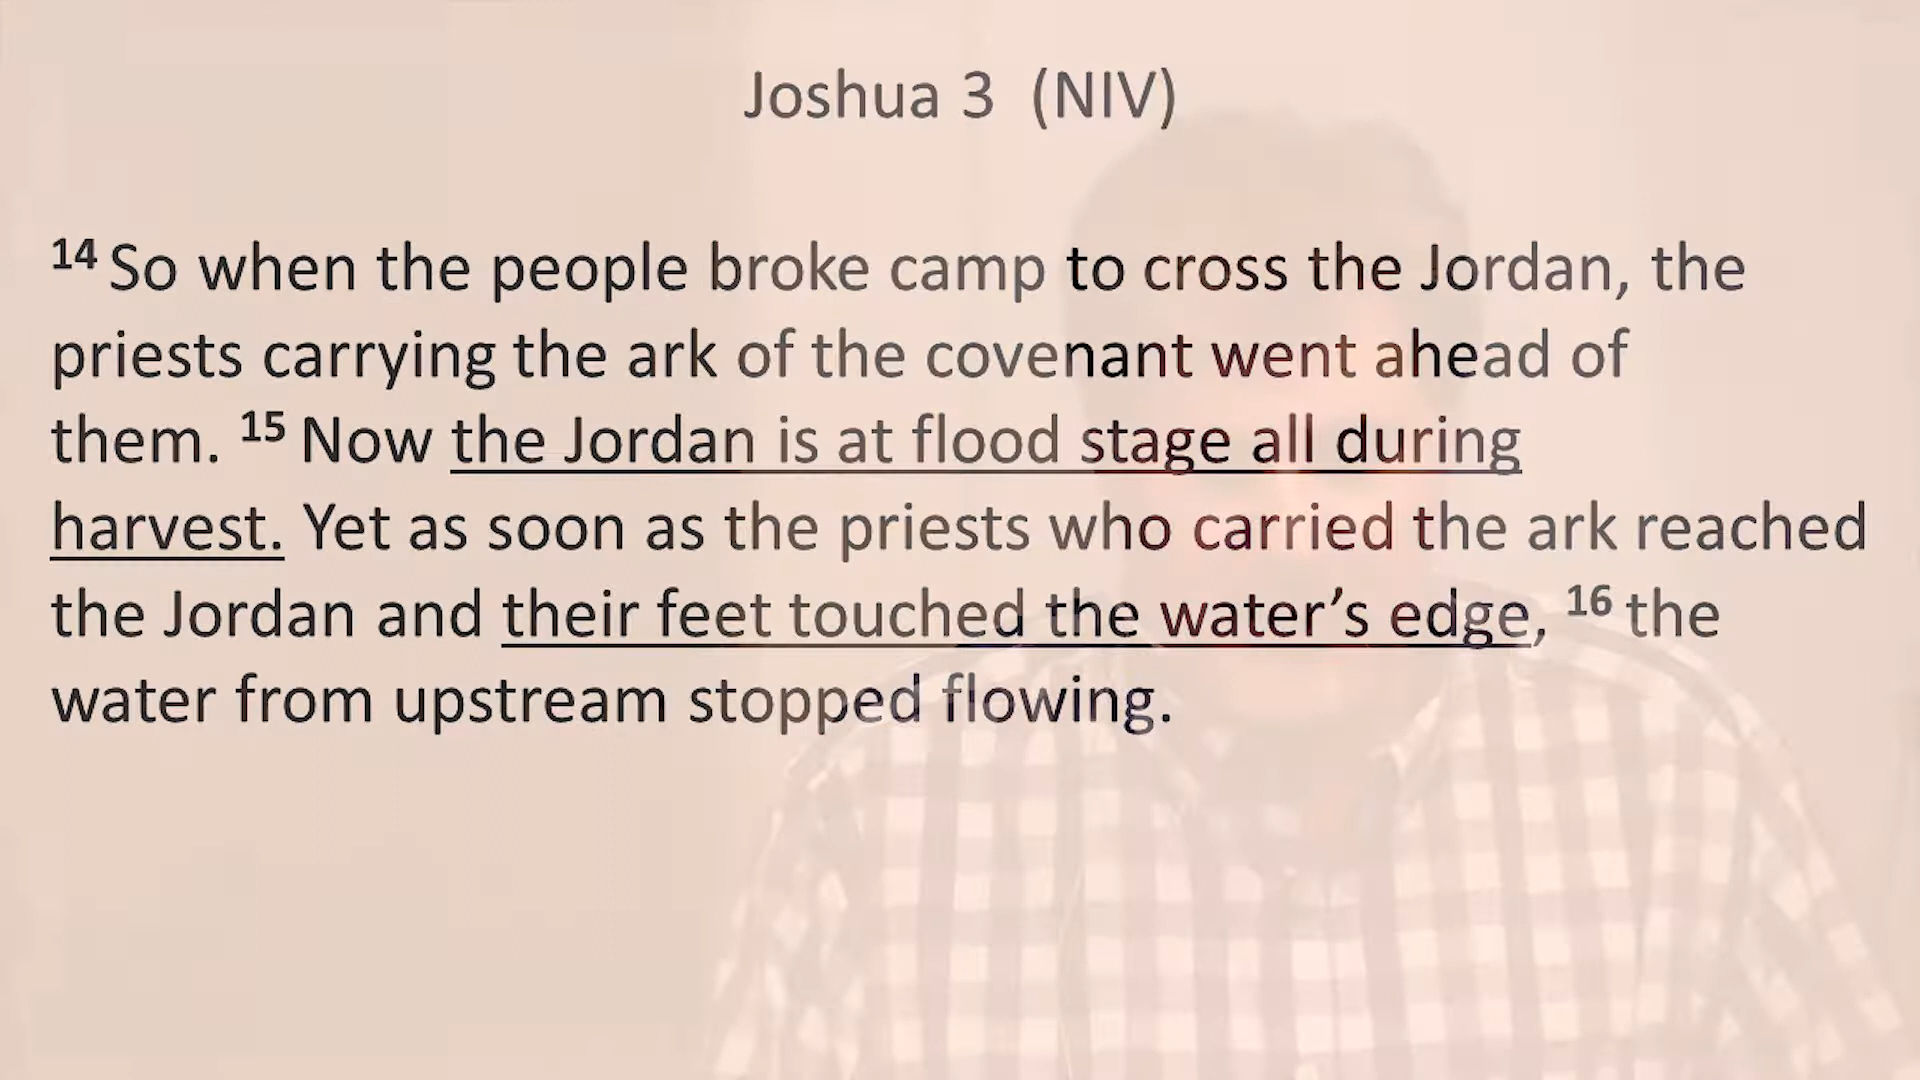 Joshua 3 (NIV)
14 So when the people broke camp to cross the Jordan, the
priests carrying the ark of the covenant went ahead of
them. 15 Now the Jordan is at flood stage all during
harvest. Yet as soon as the priests who carried the ark reached
the Jordan and their feet touched the water’s edge, 16 the
water from upstream stopped flowing.